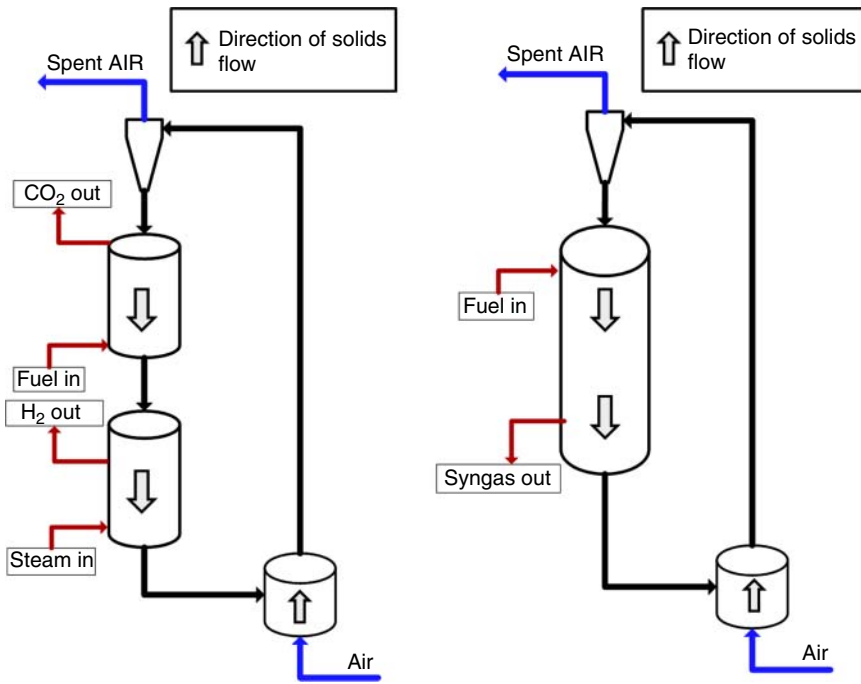 Spent AIR
Direction of solids
flow
CO₂ out
Fuel in
H₂ out
Steam in
Air
Spent AIR
Direction of solids
flow
Fuel in
Syngas out
Air